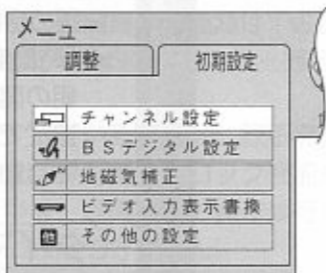 メニュー
調整 初期設定
チャンネル設定
BSデジタル設定
地磁気補正
ビデオ入力表示書換
他 その他の設定